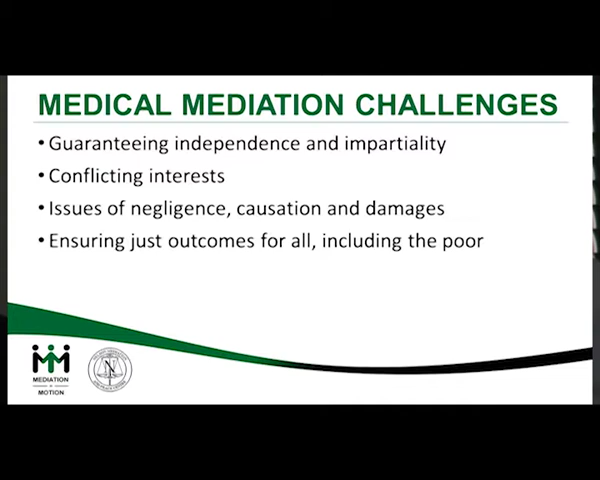 MEDICAL MEDIATION CHALLENGES
• Guaranteeing independence and impartiality
• Conflicting interests
• Issues of negligence, causation and damages
• Ensuring just outcomes for all, including the poor
MEDIATION
MOTION